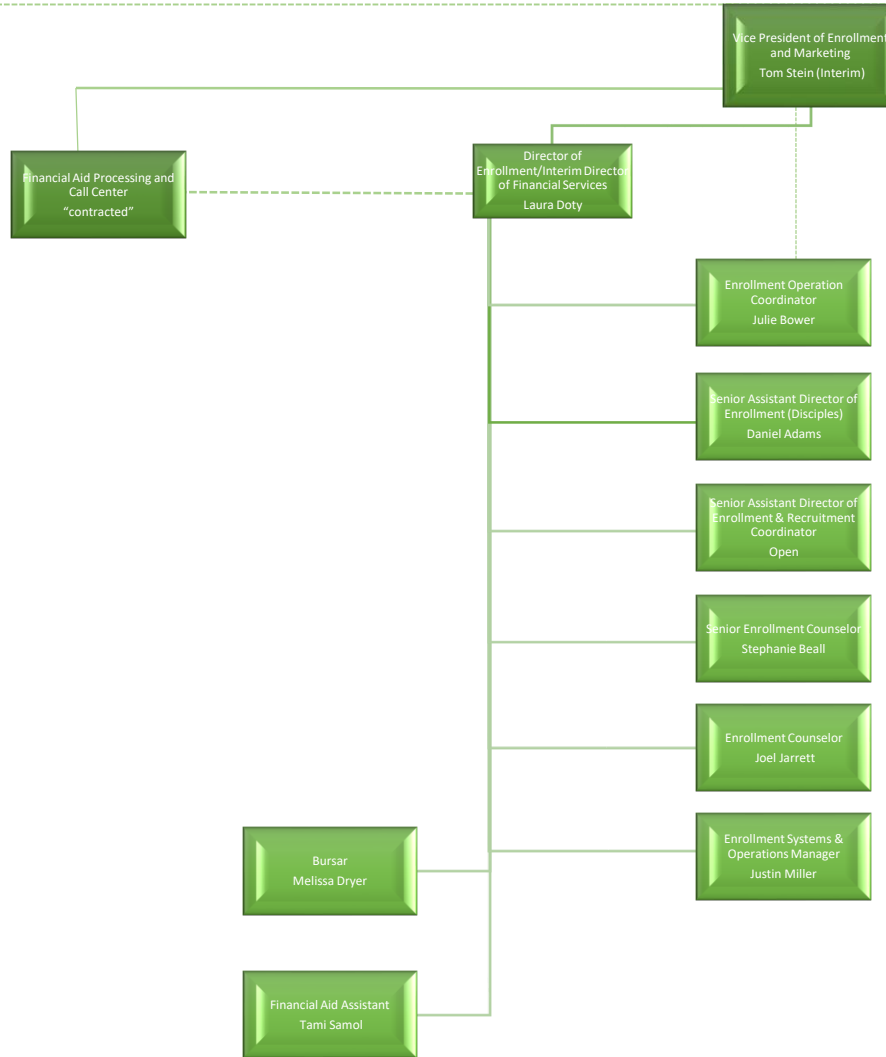 Vice President of Enrollment
and Marketing
Tom Stein (Interim)
Director of
Enrollment/Interim Director
of Financial Services
Laura Doty
Financial Aid Processing and
Call Center
“contracted”
Enrollment Operation
Coordinator
Julie Bower
Senior Assistant Director of
Enrollment (Disciples)
Daniel Adams
Senior Assistant Director of
Enrollment & Recruitment
Coordinator
Open
Senior Enrollment Counselor
Stephanie Beall
Enrollment Counselor
Joel Jarrett
Enrollment Systems &
Operations Manager
Justin Miller
Bursar
Melissa Dryer
Financial Aid Assistant
Tami Samol